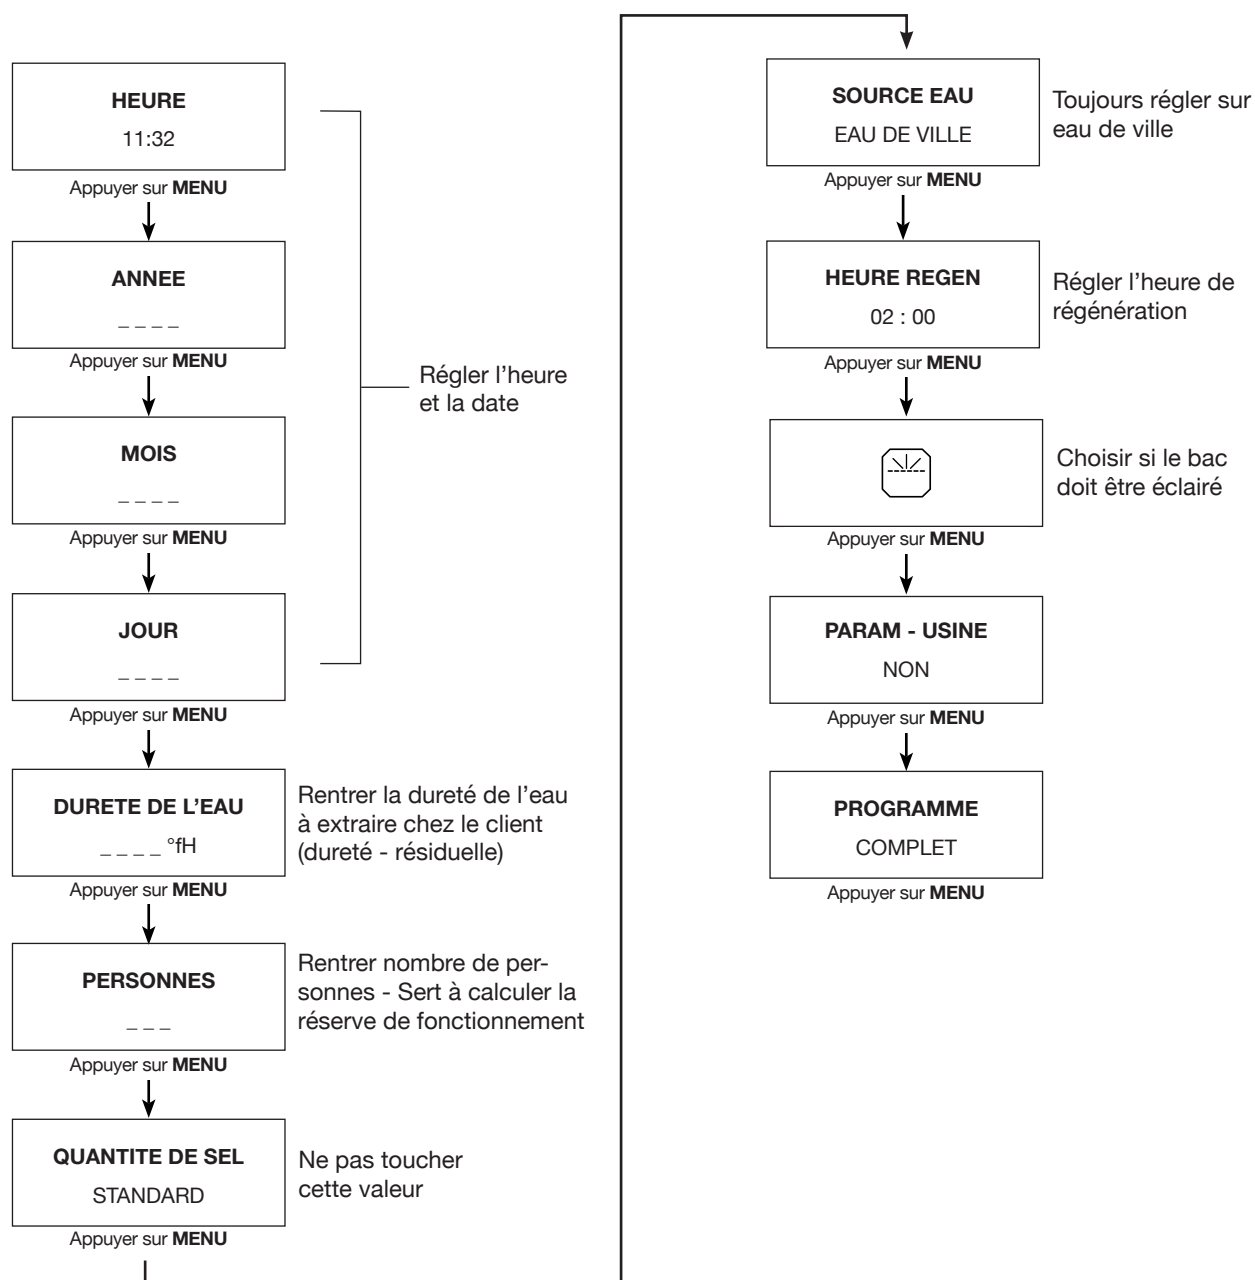 HEURE
11:32
Appuyer sur MENU
ANNEE
_ _ _ _
Appuyer sur MENU
MOIS
_ _ _ _
Appuyer sur MENU
JOUR
_ _ _ _
Appuyer sur MENU
Régler l'heure
et la date
DURETE DE L'EAU
_ _ _ _ °fH
Appuyer sur MENU
Rentrer la dureté de l'eau
à extraire chez le client
(dureté - résiduelle)
PERSONNES
_ _ _
Appuyer sur MENU
Rentrer nombre de per-
sonnes - Sert à calculer la
réserve de fonctionnement
QUANTITE DE SEL
STANDARD
Appuyer sur MENU
Ne pas toucher
cette valeur
SOURCE EAU
EAU DE VILLE
Appuyer sur MENU
Toujours régler sur
eau de ville
HEURE REGEN
02 : 00
Appuyer sur MENU
Régler l'heure de
régénération
Appuyer sur MENU
Choisir si le bac
doit être éclairé
PARAM - USINE
NON
Appuyer sur MENU
PROGRAMME
COMPLET
Appuyer sur MENU